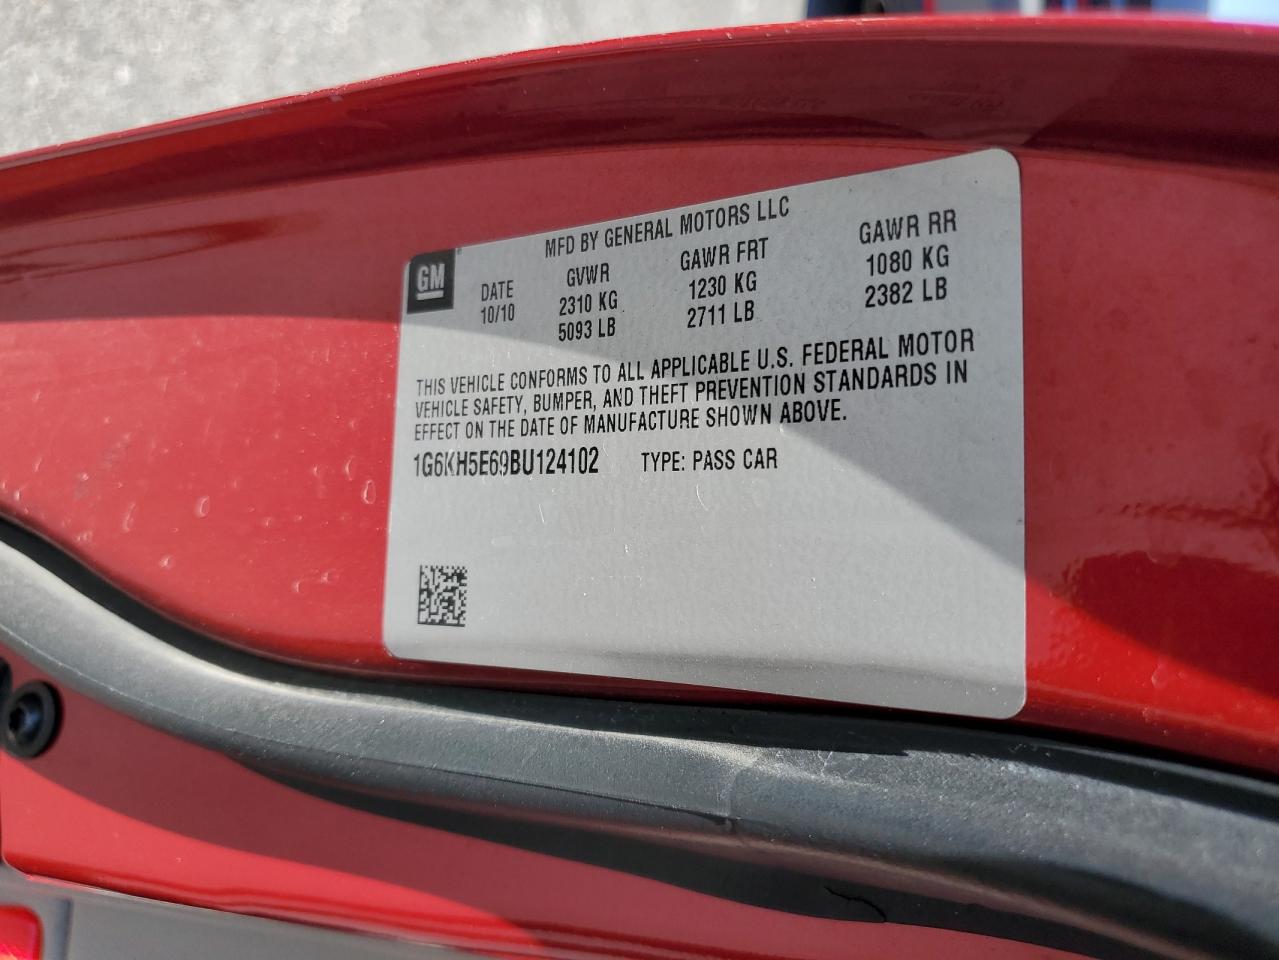 MFD BY GENERAL MOTORS LLC
GM
DATE GVWR GAWR FRT GAWR RR
10/10 2310 KG 1230 KG 1080 KG
5093 LB 2711 LB 2382 LB
THIS VEHICLE CONFORMS TO ALL APPLICABLE U.S. FEDERAL MOTOR
VEHICLE SAFETY, BUMPER, AND THEFT PREVENTION STANDARDS IN
EFFECT ON THE DATE OF MANUFACTURE SHOWN ABOVE.
1G6KH5E69BU124102 TYPE: PASS CAR